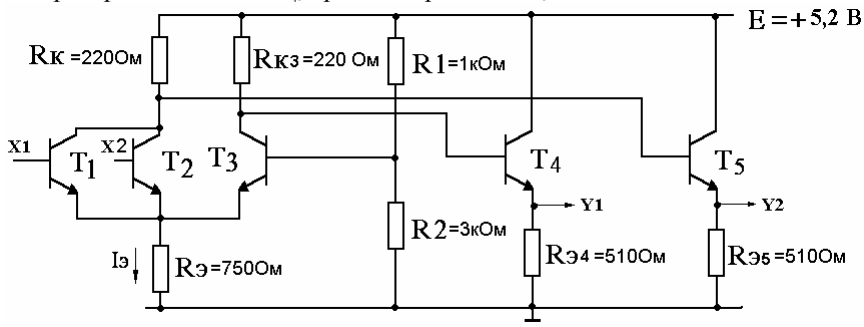 E = +5,2 В
RК =220Ом
RК3 =220 Ом
R1=1кОм
X1
X2
T1
T2
T3
T4
T5
Y1
Y2
R2=3кОм
Iэ
RЭ =750Ом
RЭ4 =510Ом
RЭ5 =510Ом